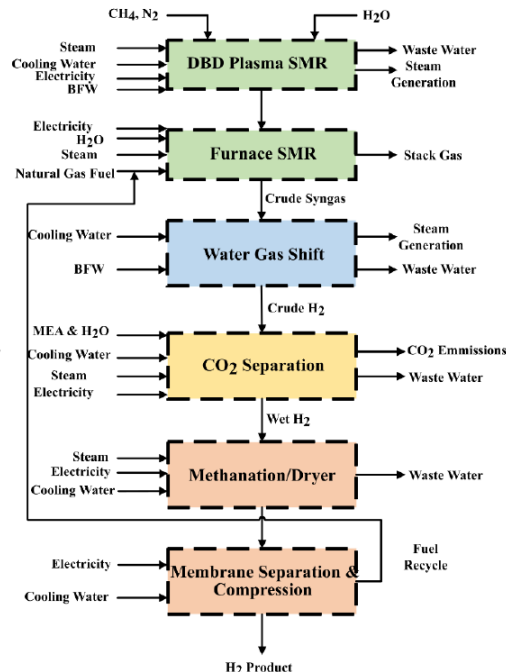 CH4, N2
H2O
Steam
Cooling Water
Electricity
BFW
DBD Plasma SMR
Waste Water
Steam
Generation
Electricity
H2O
Steam
Natural Gas Fuel
Furnace SMR
Stack Gas
Crude Syngas
Cooling Water
BFW
Water Gas Shift
Steam
Generation
Waste Water
Crude H2
MEA & H2O
Cooling Water
Steam
Electricity
CO2 Separation
CO2 Emmissions
Waste Water
Wet H2
Steam
Electricity
Cooling Water
Methanation/Dryer
Waste Water
Electricity
Cooling Water
Membrane Separation &
Compression
Fuel
Recycle
H2 Product